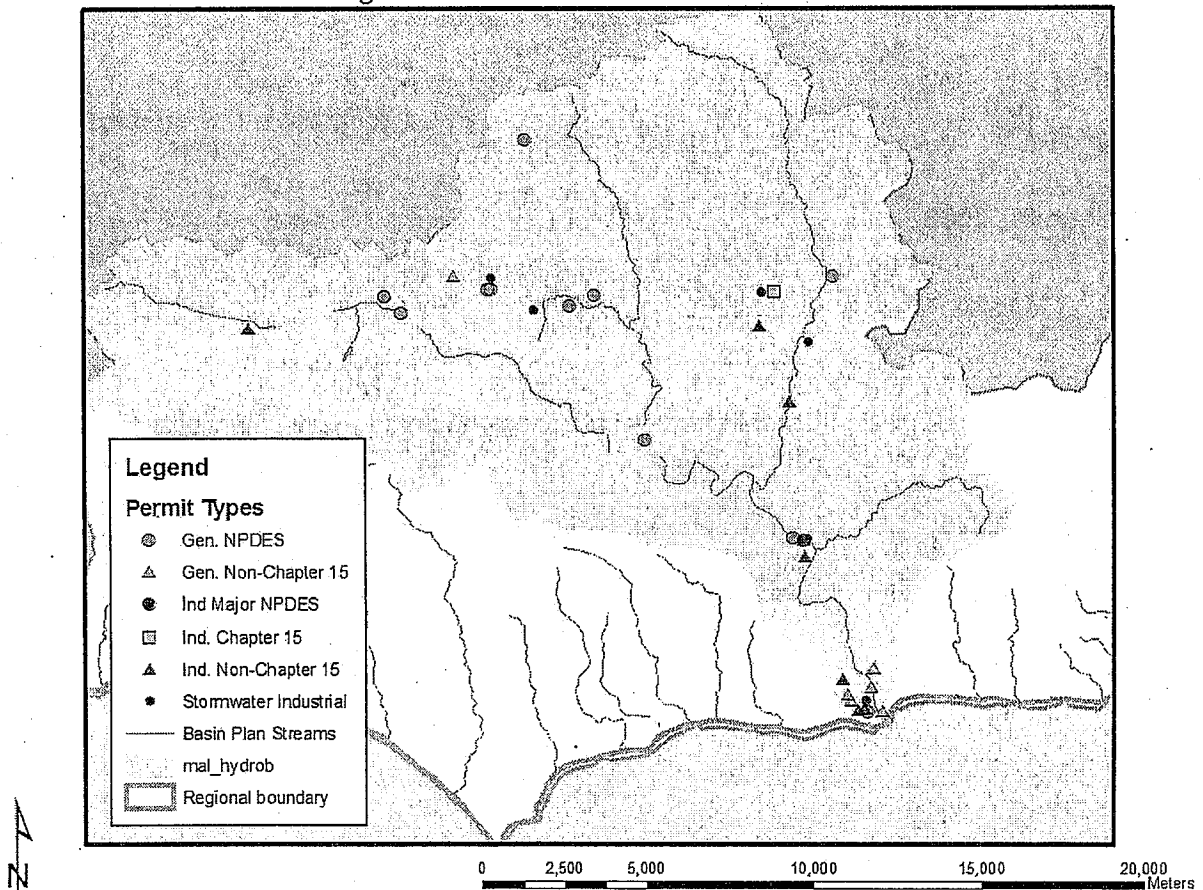 Legend
Permit Types
Gen. NPDES
Gen. Non-Chapter 15
Ind Major NPDES
Ind. Chapter 15
Ind. Non-Chapter 15
Stormwater Industrial
Basin Plan Streams
mal_hydrob
Regional boundary
N
0 2,500 5,000 10,000 15,000 20,000
Meters